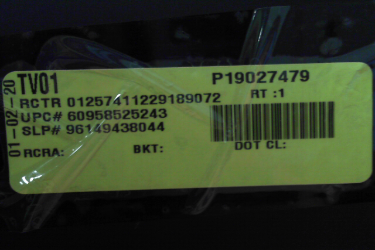 01-02-20
TV01 P19027479
RCTR 01257411229189072 RT :1
UPC# 60958525243
SLP# 96149438044
RCRA: BKT: DOT CL: